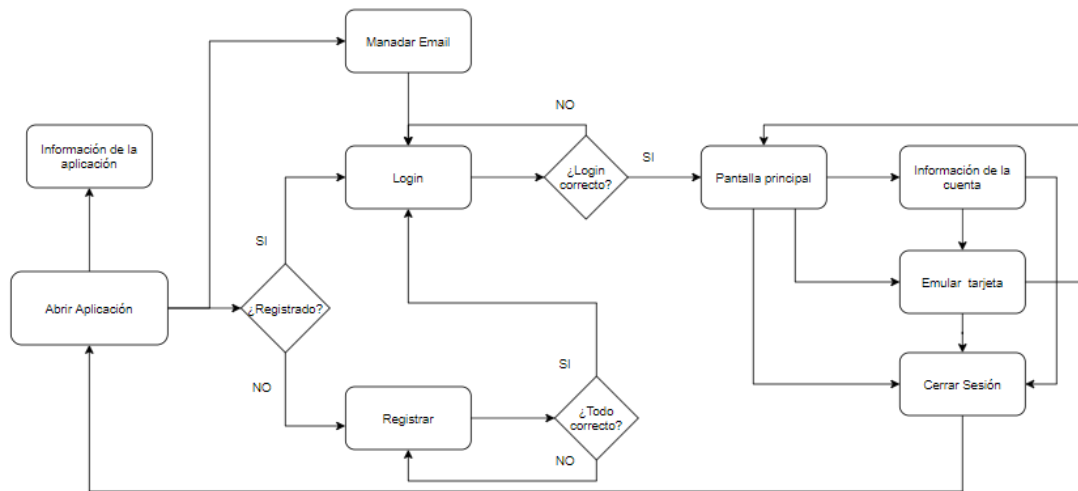 Manadar Email
NO
Información de la
aplicación
Login
¿Login
correcto?
SI
Pantalla principal
Información de la
cuenta
SI
Abrir Aplicación
¿Registrado?
Emular tarjeta
NO
SI
Cerrar Sesión
Registrar
¿Todo
correcto?
NO